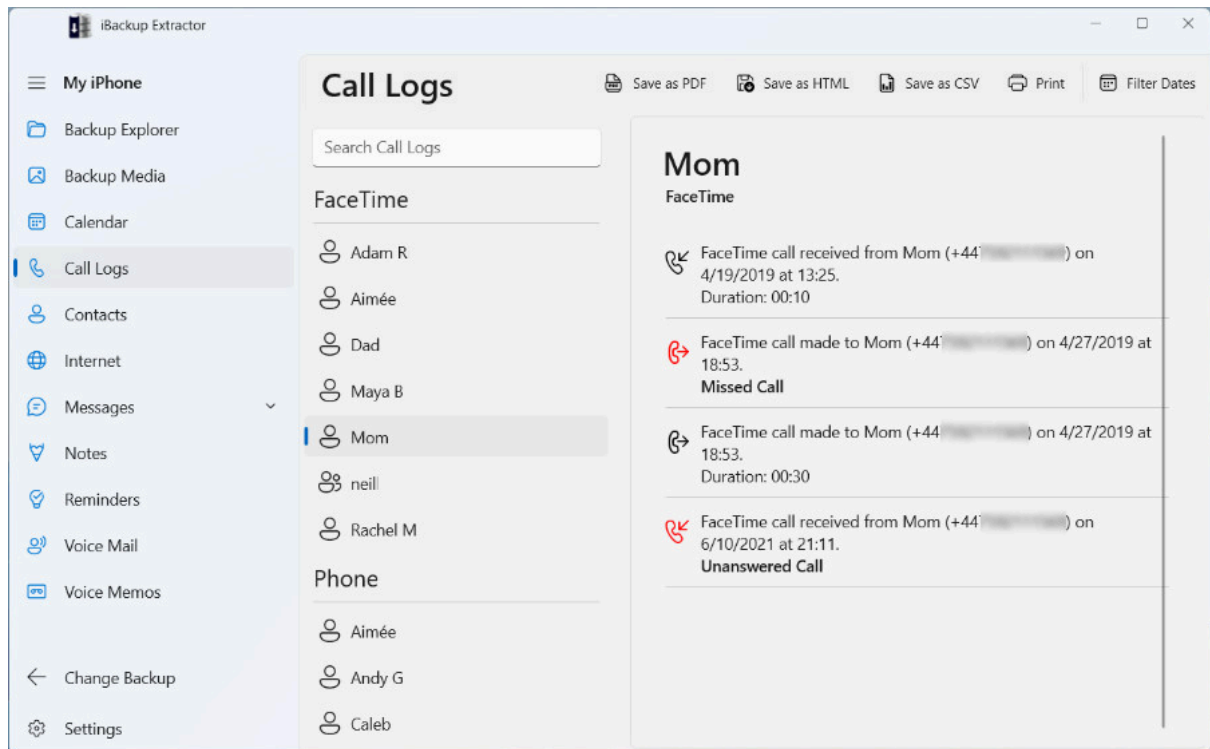 iBackup Extractor
My iPhone
Backup Explorer
Backup Media
Calendar
Call Logs
Contacts
Internet
Messages
Notes
Reminders
Voice Mail
Voice Memos
Change Backup
Settings
Call Logs
Save as PDF
Save as HTML
Save as CSV
Print
Filter Dates
Search Call Logs
FaceTime
Adam R
Aimée
Dad
Maya B
Mom
neill
Rachel M
Phone
Aimée
Andy G
Caleb
Mom
FaceTime
FaceTime call received from Mom (+44 ) on
4/19/2019 at 13:25.
Duration: 00:10
FaceTime call made to Mom (+44 ) on 4/27/2019 at
18:53.
Missed Call
FaceTime call made to Mom (+44 ) on 4/27/2019 at
18:53.
Duration: 00:30
FaceTime call received from Mom (+44 ) on
6/10/2021 at 21:11.
Unanswered Call